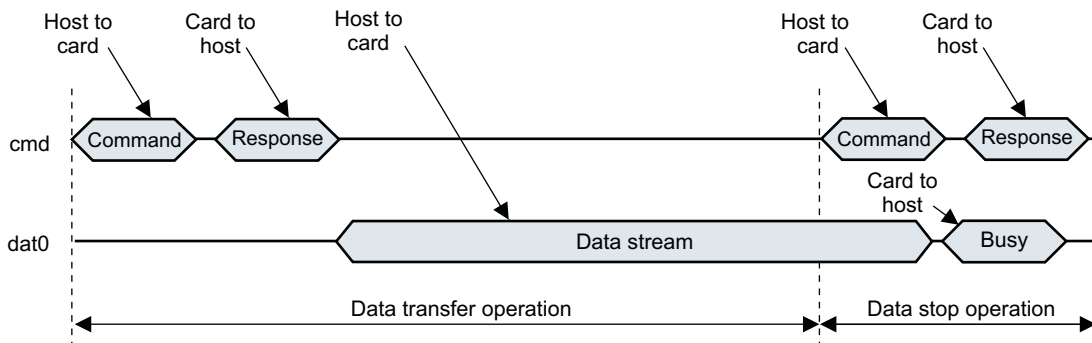 Host to
card
Card to
host
Host to
card
Host to
card
Card to
host
cmd
Command
Response
Command
Response
Card to
host
dat0
Data stream
Busy
Data transfer operation
Data stop operation